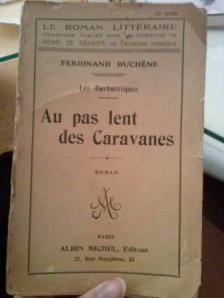 LE ROMAN LITTÉRAIRE
HENRI DE RÉGNIER, DE L'ACADÉMIE FRANÇAISE
FERDINAND DUCHÊNE
Les Barbaresques
Au pas lent
des Caravanes
ROMAN
PARIS
ALBIN MICHEL, Editeur
22, Rue Huyghens, 22